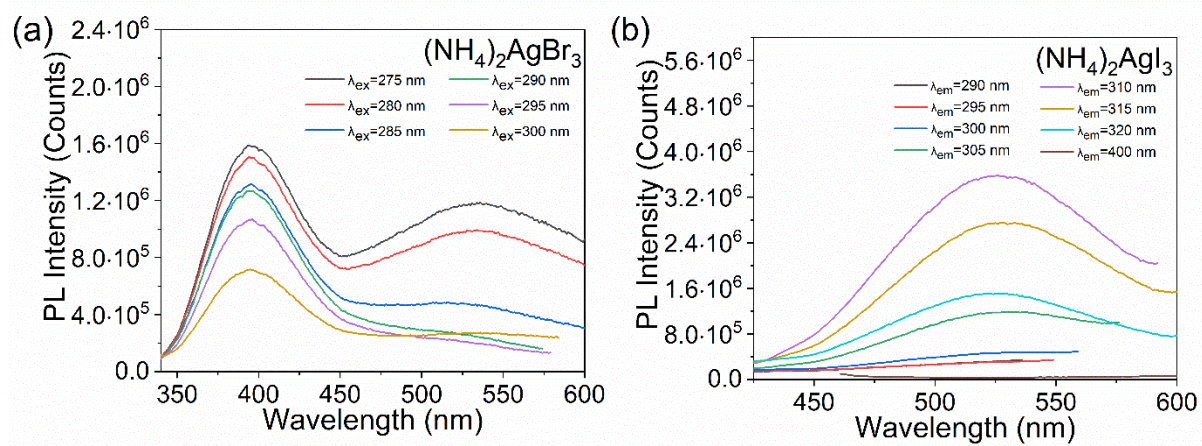 (a)
(NH₄)₂AgBr₃
λex=275 nm
λex=280 nm
λex=285 nm
λex=290 nm
λex=295 nm
λex=300 nm
PL Intensity (Counts)
2.4·10⁶
2.0·10⁶
1.6·10⁶
1.2·10⁶
8.0·10⁵
4.0·10⁵
0.0
350 400 450 500 550 600
Wavelength (nm)
(b)
(NH₄)₂AgI₃
λem=290 nm
λem=295 nm
λem=300 nm
λem=305 nm
λem=310 nm
λem=315 nm
λem=320 nm
λem=400 nm
PL Intensity (Counts)
5.6·10⁶
4.8·10⁶
4.0·10⁶
3.2·10⁶
2.4·10⁶
1.6·10⁶
8.0·10⁵
0.0
450 500 550 600
Wavelength (nm)